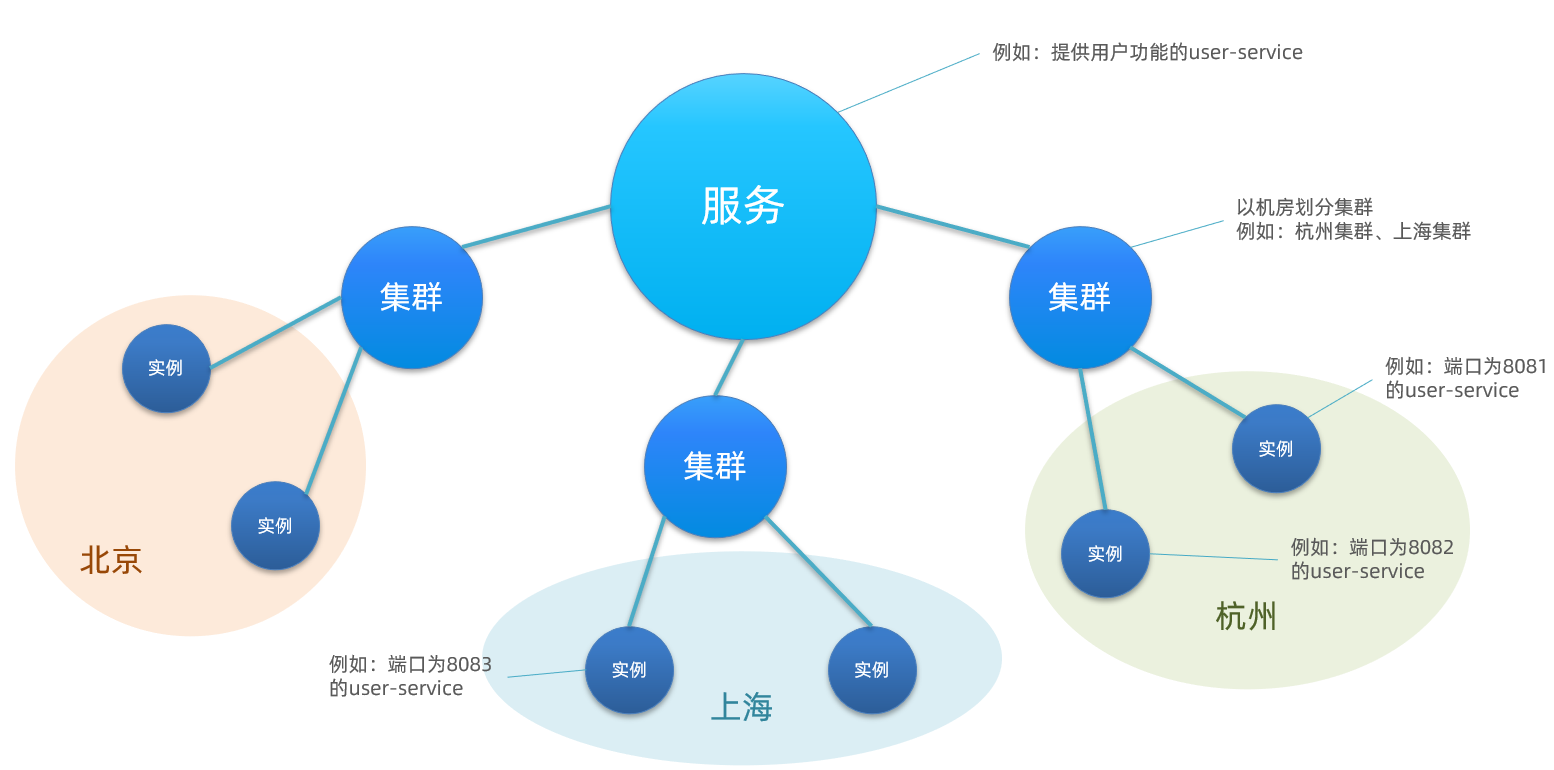 例如：提供用户功能的user-service
服务
以机房划分集群
例如：杭州集群、上海集群
集群
集群
实例
例如：端口为8081
的user-service
实例
集群
实例
北京
例如：端口为8082
的user-service
实例
杭州
例如：端口为8083
的user-service
实例
实例
上海